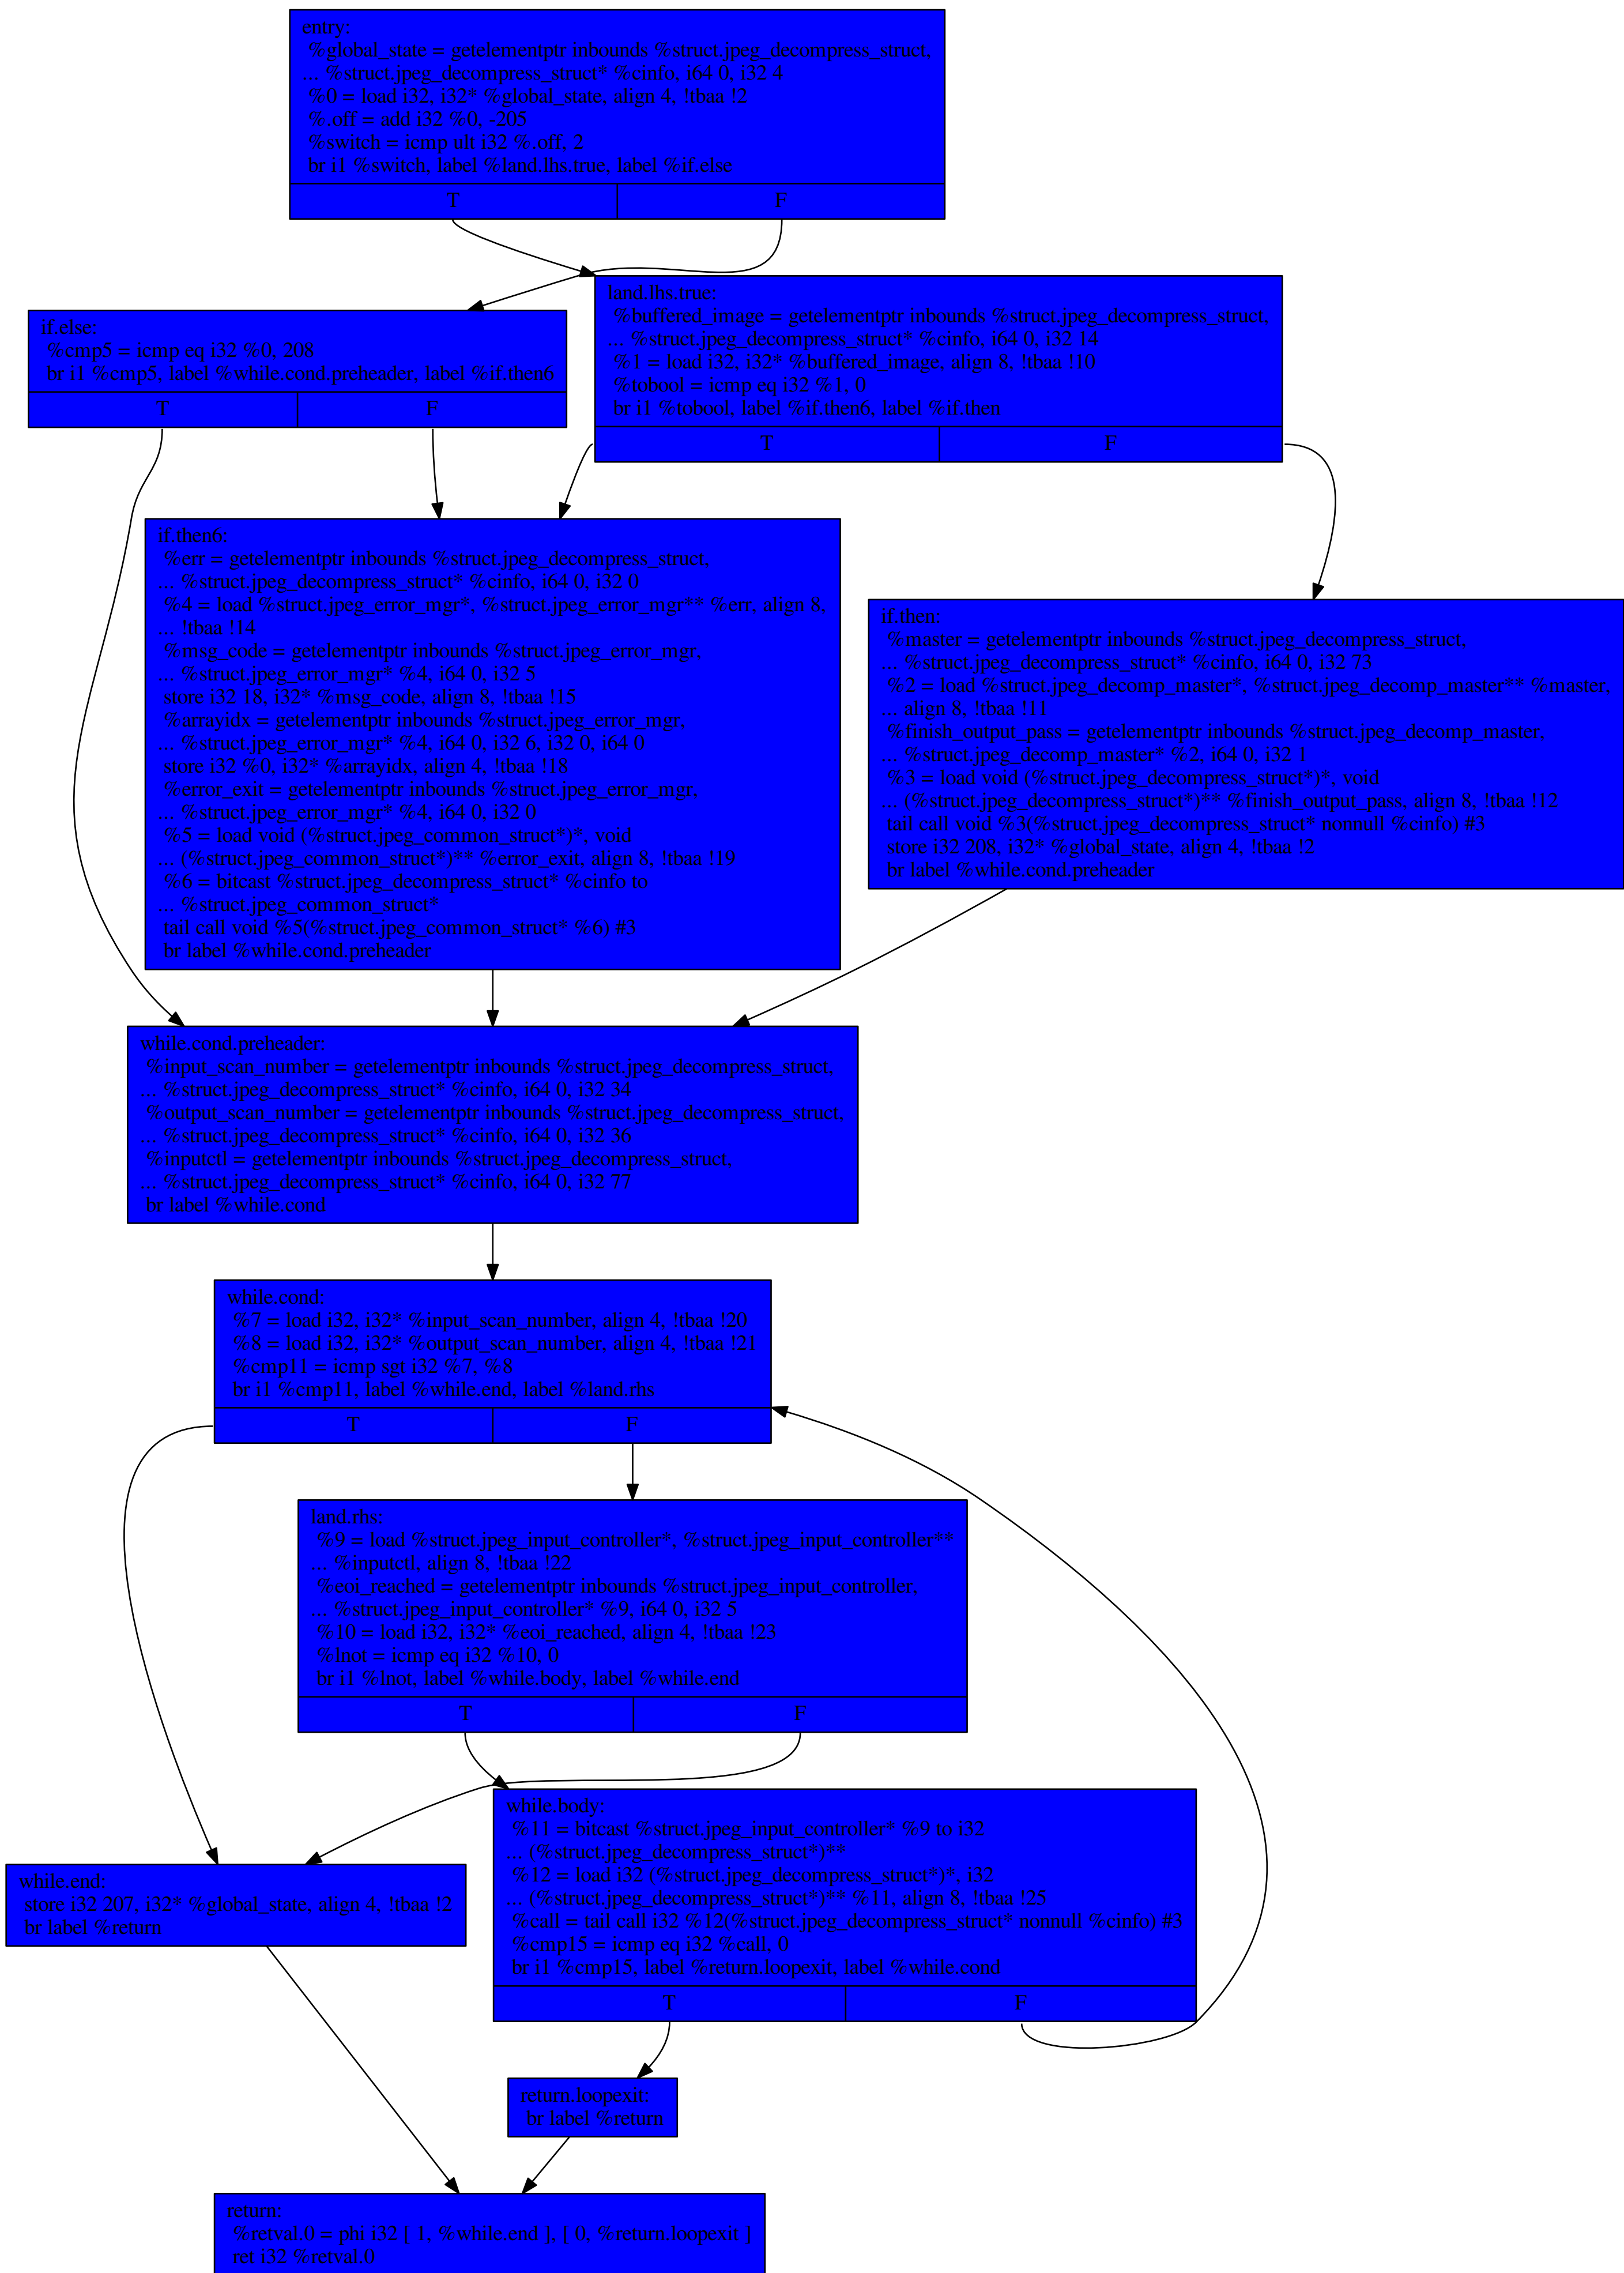 entry:
%global_state = getelementptr inbounds %struct.jpeg_decompress_struct,
... %struct.jpeg_decompress_struct* %cinfo, i64 0, i32 4
%0 = load i32, i32* %global_state, align 4, !tbaa !2
%.off = add i32 %0, -205
%switch = icmp ult i32 %.off, 2
br i1 %switch, label %land.lhs.true, label %if.else
T F
land.lhs.true:
%buffered_image = getelementptr inbounds %struct.jpeg_decompress_struct,
... %struct.jpeg_decompress_struct* %cinfo, i64 0, i32 14
%1 = load i32, i32* %buffered_image, align 8, !tbaa !10
%tobool = icmp eq i32 %1, 0
br i1 %tobool, label %if.then6, label %if.then
T F
if.else:
%cmp5 = icmp eq i32 %0, 208
br i1 %cmp5, label %while.cond.preheader, label %if.then6
T F
if.then6:
%err = getelementptr inbounds %struct.jpeg_decompress_struct,
... %struct.jpeg_decompress_struct* %cinfo, i64 0, i32 0
%4 = load %struct.jpeg_error_mgr*, %struct.jpeg_error_mgr** %err, align 8,
... !tbaa !14
%msg_code = getelementptr inbounds %struct.jpeg_error_mgr,
... %struct.jpeg_error_mgr* %4, i64 0, i32 5
store i32 18, i32* %msg_code, align 8, !tbaa !15
%arrayidx = getelementptr inbounds %struct.jpeg_error_mgr,
... %struct.jpeg_error_mgr* %4, i64 0, i32 6, i32 0, i64 0
store i32 %0, i32* %arrayidx, align 4, !tbaa !18
%error_exit = getelementptr inbounds %struct.jpeg_error_mgr,
... %struct.jpeg_error_mgr* %4, i64 0, i32 0
%5 = load void (%struct.jpeg_common_struct*)*, void
... (%struct.jpeg_common_struct*)** %error_exit, align 8, !tbaa !19
%6 = bitcast %struct.jpeg_decompress_struct* %cinfo to
... %struct.jpeg_common_struct*
tail call void %5(%struct.jpeg_common_struct* %6) #3
br label %while.cond.preheader
if.then:
%master = getelementptr inbounds %struct.jpeg_decompress_struct,
... %struct.jpeg_decompress_struct* %cinfo, i64 0, i32 73
%2 = load %struct.jpeg_decomp_master*, %struct.jpeg_decomp_master** %master,
... align 8, !tbaa !11
%finish_output_pass = getelementptr inbounds %struct.jpeg_decomp_master,
... %struct.jpeg_decomp_master* %2, i64 0, i32 1
%3 = load void (%struct.jpeg_decompress_struct*)*, void
... (%struct.jpeg_decompress_struct*)** %finish_output_pass, align 8, !tbaa !12
tail call void %3(%struct.jpeg_decompress_struct* nonnull %cinfo) #3
store i32 208, i32* %global_state, align 4, !tbaa !2
br label %while.cond.preheader
while.cond.preheader:
%input_scan_number = getelementptr inbounds %struct.jpeg_decompress_struct,
... %struct.jpeg_decompress_struct* %cinfo, i64 0, i32 34
%output_scan_number = getelementptr inbounds %struct.jpeg_decompress_struct,
... %struct.jpeg_decompress_struct* %cinfo, i64 0, i32 36
%inputctl = getelementptr inbounds %struct.jpeg_decompress_struct,
... %struct.jpeg_decompress_struct* %cinfo, i64 0, i32 77
br label %while.cond
while.cond:
%7 = load i32, i32* %input_scan_number, align 4, !tbaa !20
%8 = load i32, i32* %output_scan_number, align 4, !tbaa !21
%cmp11 = icmp sgt i32 %7, %8
br i1 %cmp11, label %while.end, label %land.rhs
T F
land.rhs:
%9 = load %struct.jpeg_input_controller*, %struct.jpeg_input_controller**
... %inputctl, align 8, !tbaa !22
%eoi_reached = getelementptr inbounds %struct.jpeg_input_controller,
... %struct.jpeg_input_controller* %9, i64 0, i32 5
%10 = load i32, i32* %eoi_reached, align 4, !tbaa !23
%lnot = icmp eq i32 %10, 0
br i1 %lnot, label %while.body, label %while.end
T F
while.body:
%11 = bitcast %struct.jpeg_input_controller* %9 to i32
... (%struct.jpeg_decompress_struct*)**
%12 = load i32 (%struct.jpeg_decompress_struct*)*, i32
... (%struct.jpeg_decompress_struct*)** %11, align 8, !tbaa !25
%call = tail call i32 %12(%struct.jpeg_decompress_struct* nonnull %cinfo) #3
%cmp15 = icmp eq i32 %call, 0
br i1 %cmp15, label %return.loopexit, label %while.cond
T F
while.end:
store i32 207, i32* %global_state, align 4, !tbaa !2
br label %return
return.loopexit:
br label %return
return:
%retval.0 = phi i32 [ 1, %while.end ], [ 0, %return.loopexit ]
ret i32 %retval.0